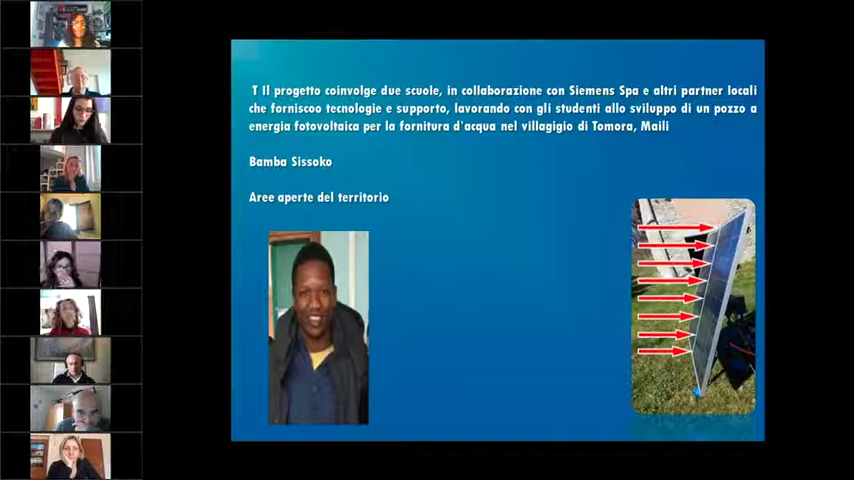 T Il progetto coinvolge due scuole, in collaborazione con Siemens Spa e altri partner locali
che forniscoo tecnologie e supporto, lavorando con gli studenti allo sviluppo di un pozzo a
energia fotovoltaica per la fornitura d'acqua nel villagigio di Tomora, Maili
Bamba Sissoko
Aree aperte del territorio